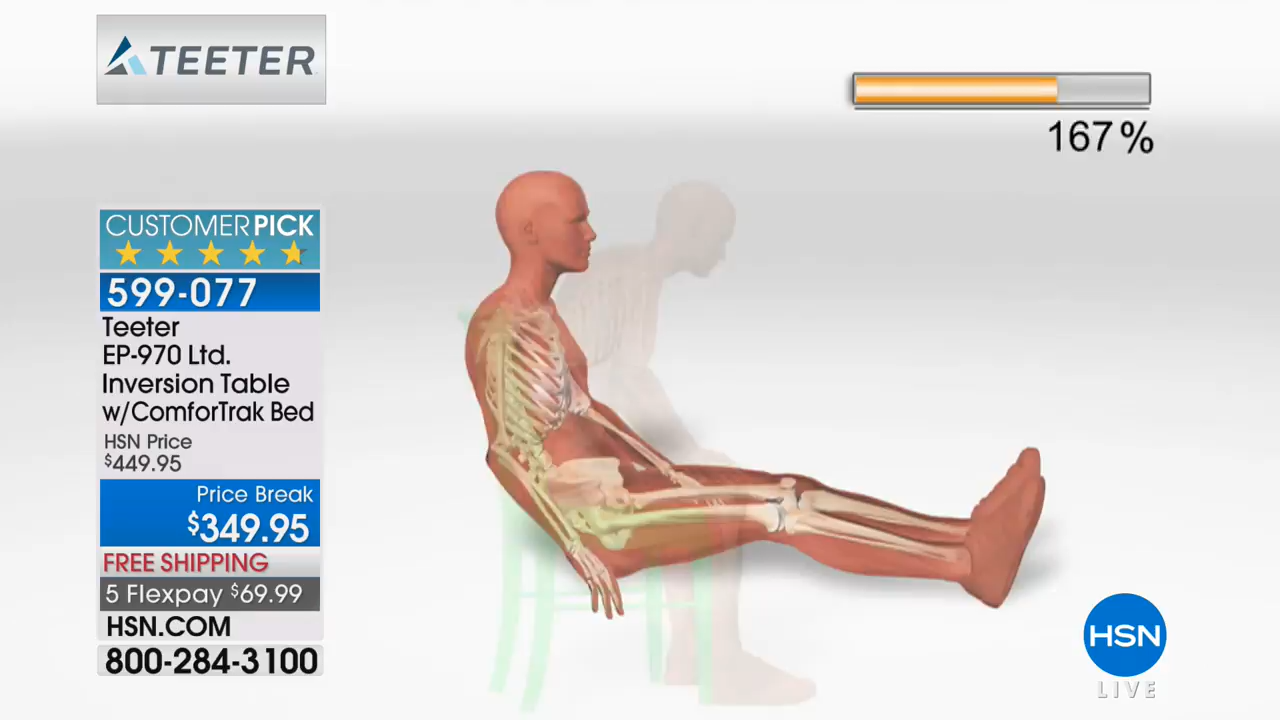 TEETER
167%
CUSTOMER PICK
599-077
Teeter
EP-970 Ltd.
Inversion Table
w/ComforTrak Bed
HSN Price
$449.95
Price Break
$349.95
FREE SHIPPING
5 Flexpay $69.99
HSN.COM
800-284-3100
HSN
LIVE